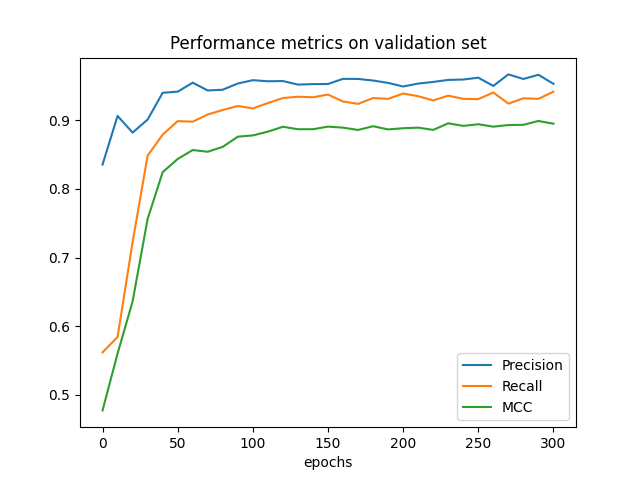 Performance metrics on validation set
0.9
0.8
0.7
0.6
0.5
Precision
Recall
MCC
0 50 100 150 200 250 300
epochs